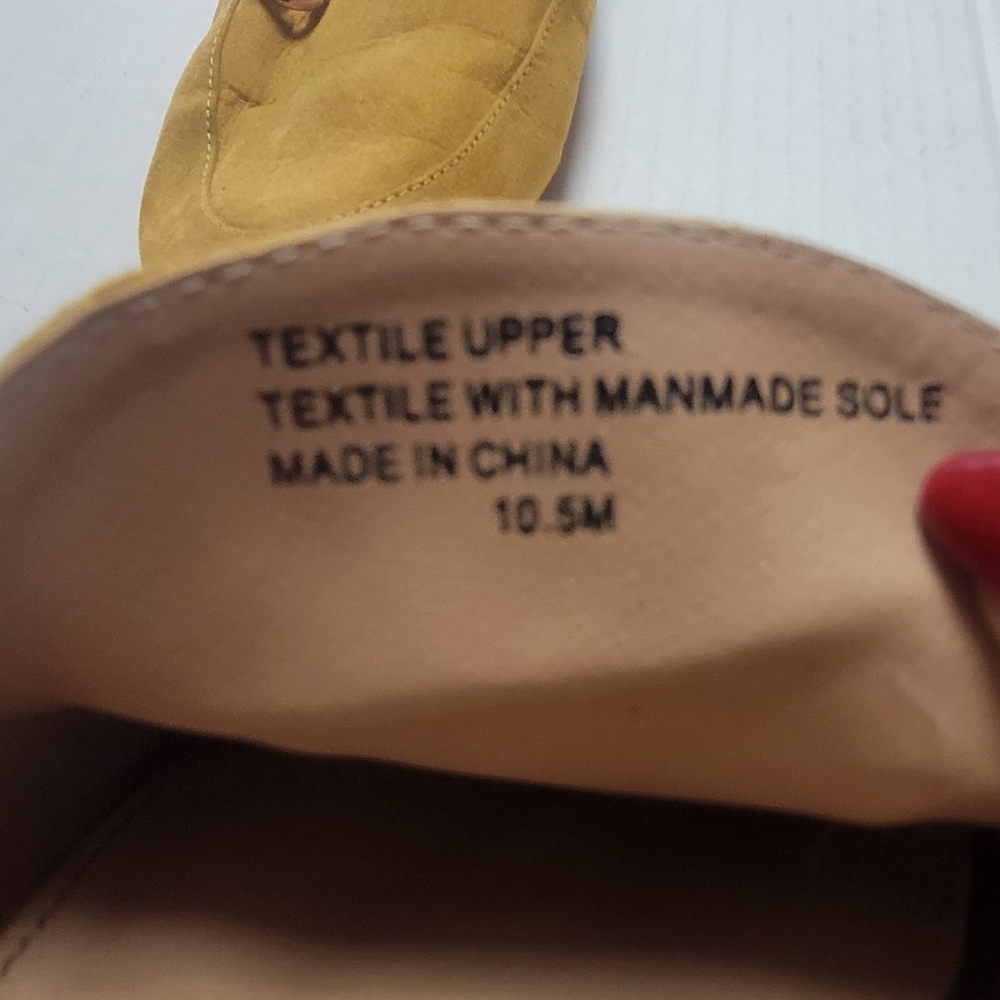 TEXTILE UPPER
TEXTILE WITH MANMADE SOLE
MADE IN CHINA
10.5M